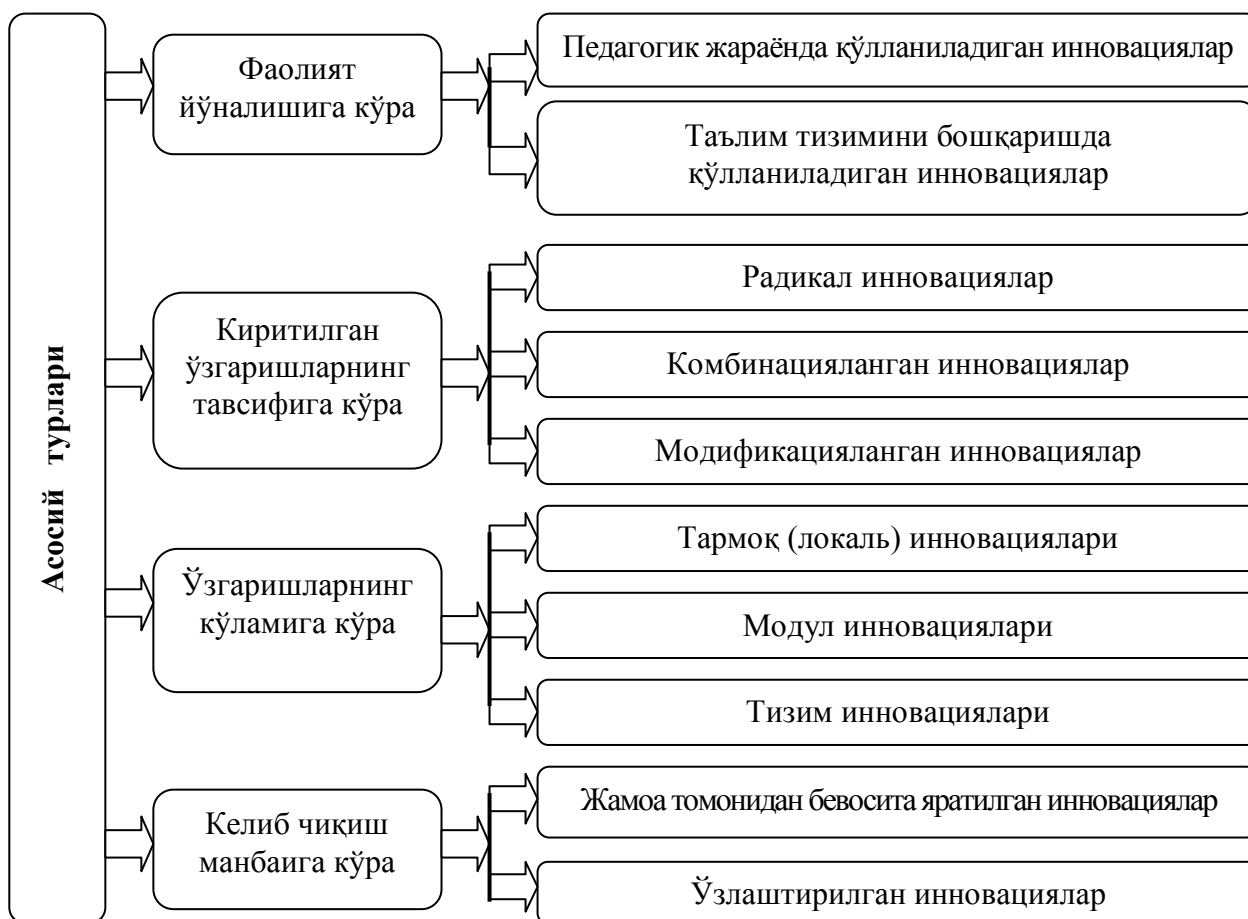 Асосий турлари
Фаолият
йўналишига кўра
Педагогик жараёнда қўлланиладиган инновациялар
Таълим тизимини бошқаришда
қўлланиладиган инновациялар
Киритилган
ўзгаришларнинг
тавсифига кўра
Радикал инновациялар
Комбинацияланган инновациялар
Модификацияланган инновациялар
Ўзгаришларнинг
кўламига кўра
Тармоқ (локаль) инновациялари
Модул инновациялари
Тизим инновациялари
Келиб чиқиш
манбаига кўра
Жамоа томонидан бевосита яратилган инновациялар
Ўзлаштирилган инновациялар